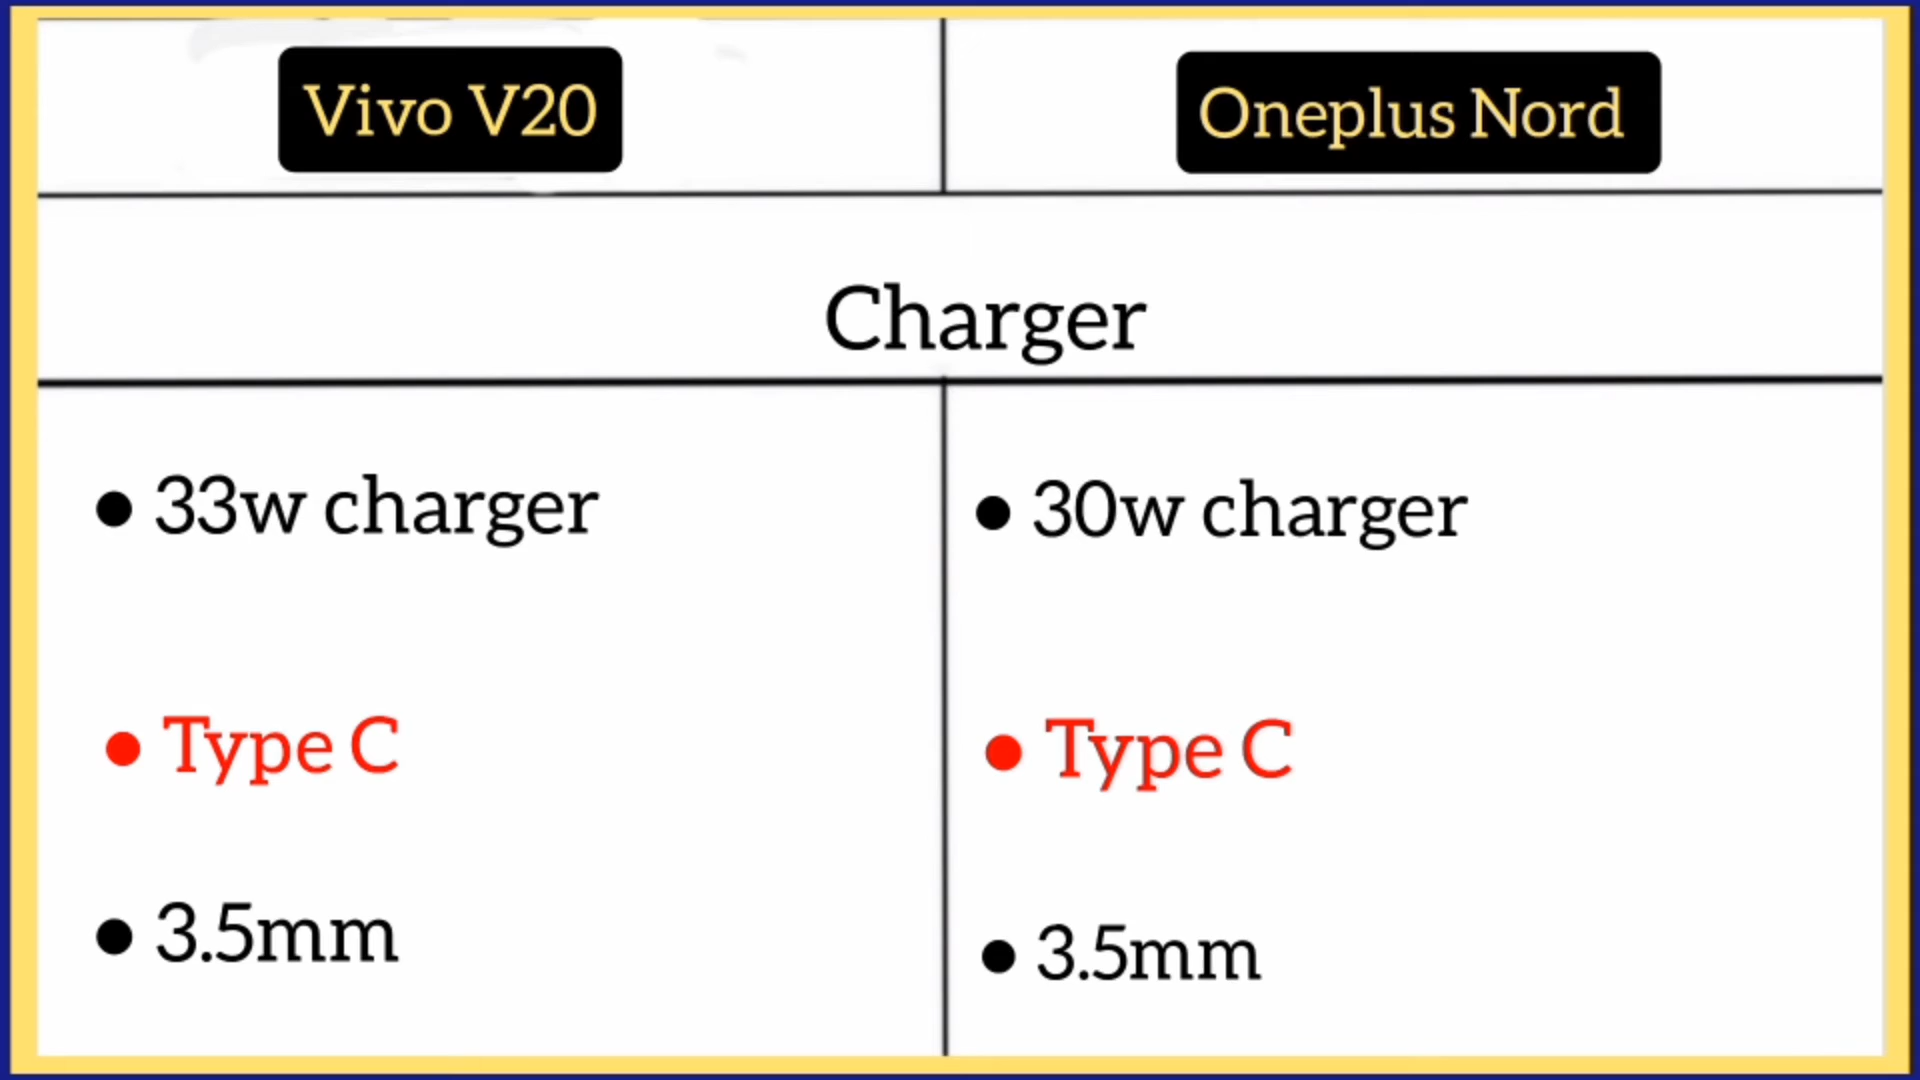 Vivo V20
Oneplus Nord
Charger
● 33w charger
● 30w charger
● Type C
● Type C
● 3.5mm
● 3.5mm